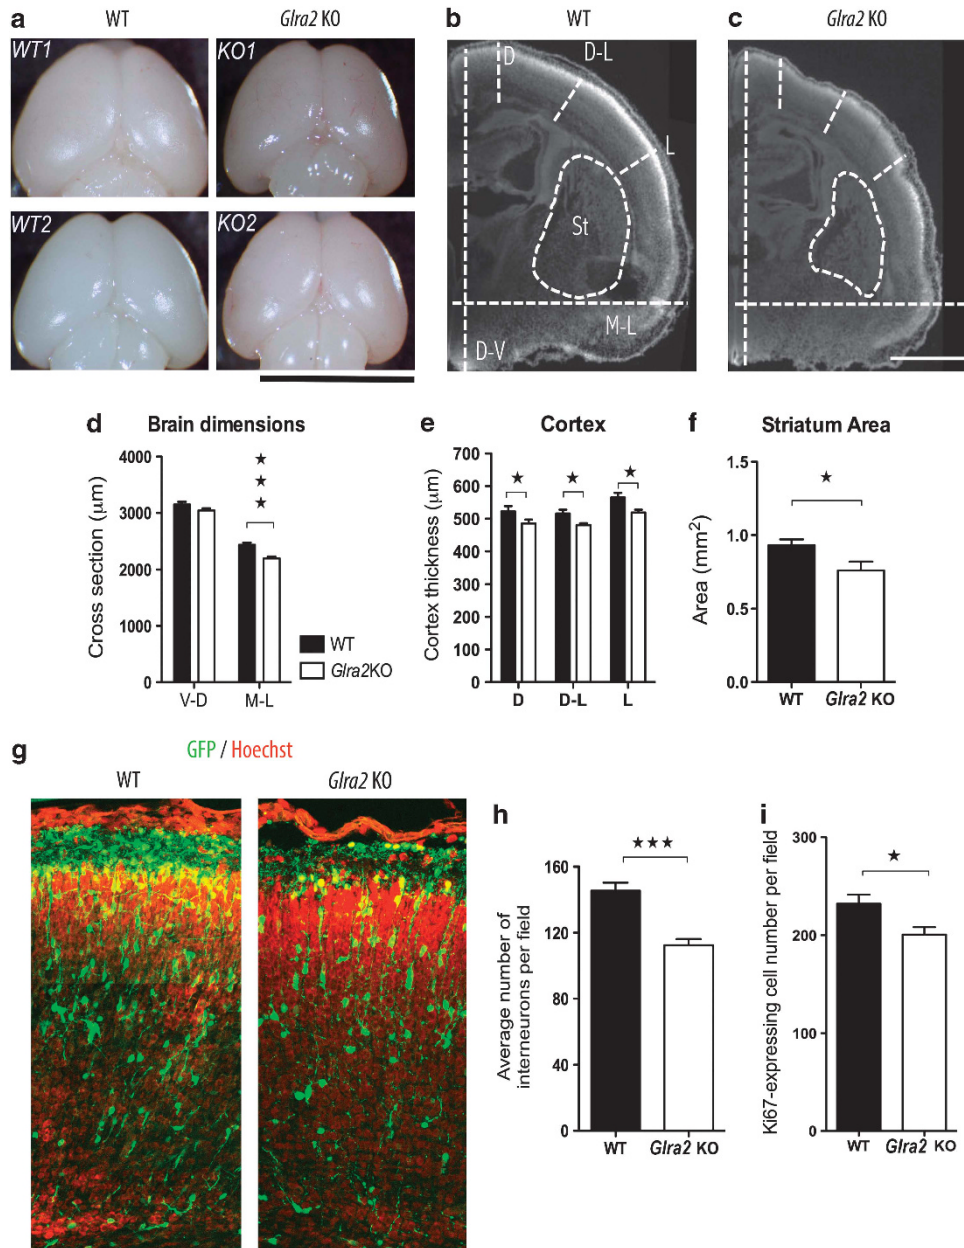 a WT Glra2 KO
WT1 KO1
WT2 KO2
b WT
D
D-L
L
St
M-L
D-V
c Glra2 KO
d Brain dimensions
Cross section (μm)
4000
3000
2000
1000
0
★
★
★
V-D M-L
WT
Glra2KO
e Cortex
Cortex thickness (μm)
700
600
500
400
300
200
100
0
★ ★ ★
D D-L L
f Striatum Area
Area (mm²)
1.5
1.0
0.5
0.0
★
WT Glra2 KO
g GFP / Hoechst
WT Glra2 KO
h
Average number of
interneurons per field
160
120
80
40
0
★★★
WT Glra2 KO
i
Ki67-expressing cell number per field
300
200
100
0
★
WT Glra2 KO